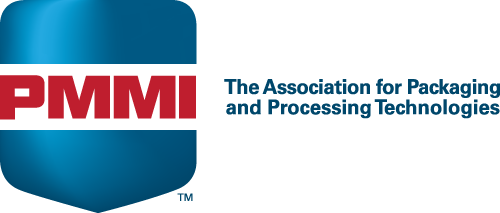 PMMI
The Association for Packaging
and Processing Technologies
TM